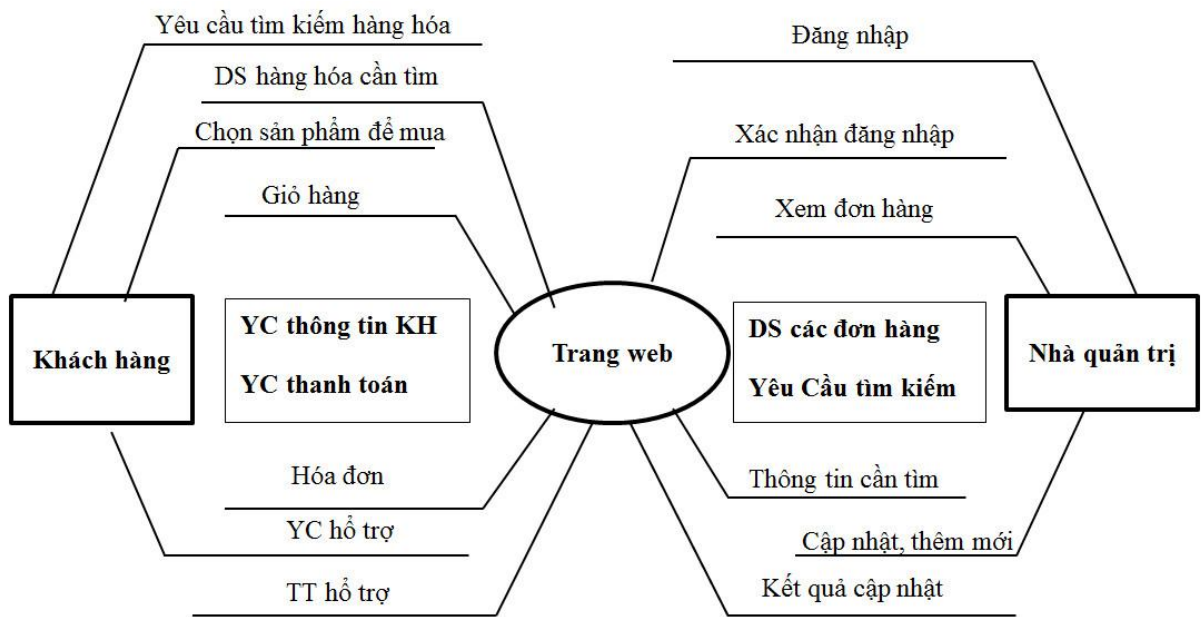 Yêu cầu tìm kiếm hàng hóa
DS hàng hóa cần tìm
Chọn sản phẩm để mua
Giỏ hàng
Đăng nhập
Xác nhận đăng nhập
Xem đơn hàng
Khách hàng
YC thông tin KH
YC thanh toán
Trang web
DS các đơn hàng
Yêu Cầu tìm kiếm
Nhà quản trị
Hóa đơn
YC hổ trợ
TT hổ trợ
Thông tin cần tìm
Cập nhật, thêm mới
Kết quả cập nhật